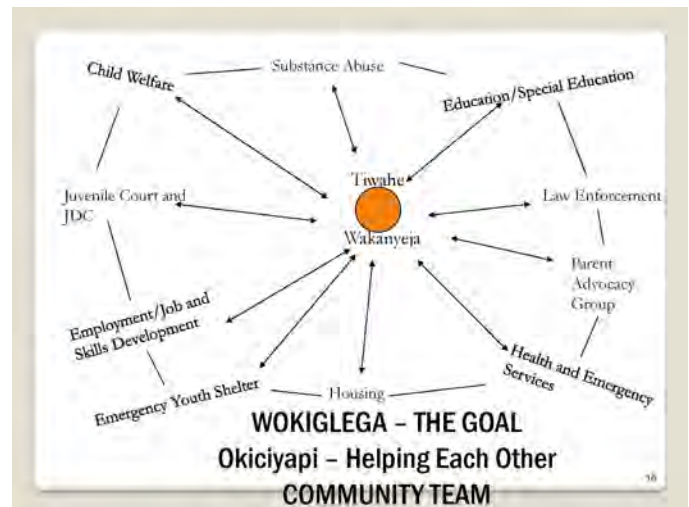 Child Welfare
Substance Abuse
Education/Special Education
Tiwahe
Juvenile Court and
JDC
Law Enforcement
Wakanyeja
Parent
Advocacy
Group
Employment/Job and
Skills Development
Health and Emergency
Services
Emergency Youth Shelter
Housing
WOKIGLEGA – THE GOAL
Okiciyapi – Helping Each Other
COMMUNITY TEAM